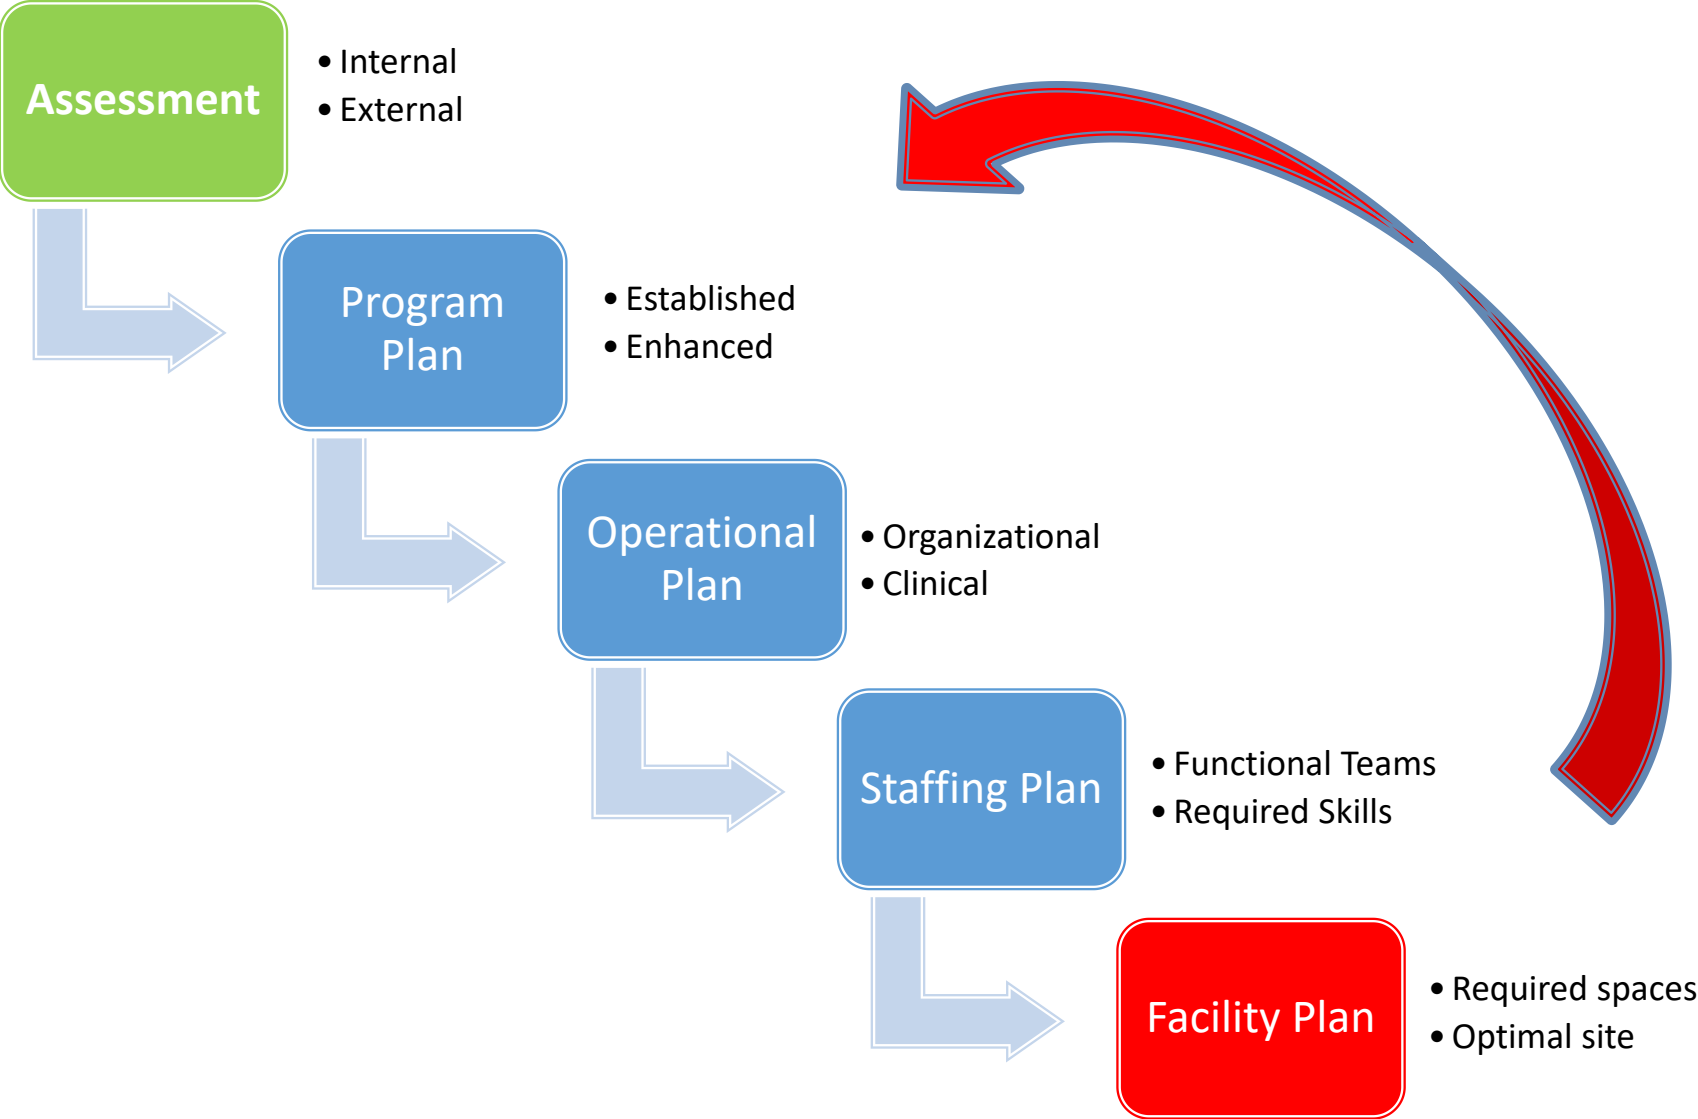 Assessment
• Internal
• External
Program
Plan
• Established
• Enhanced
Operational
Plan
• Organizational
• Clinical
Staffing Plan
• Functional Teams
• Required Skills
Facility Plan
• Required spaces
• Optimal site